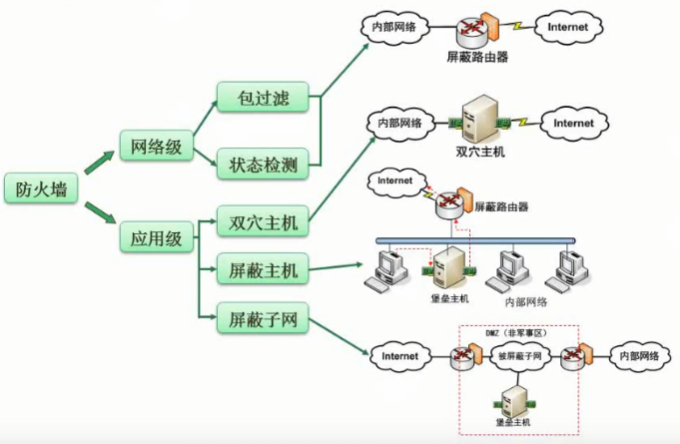 防火墙
网络级
应用级
包过滤
状态检测
双穴主机
屏蔽主机
屏蔽子网
内部网络
屏蔽路由器
Internet
内部网络
双穴主机
Internet
Internet
屏蔽路由器
堡垒主机
内部网络
DMZ（非军事区）
Internet
被屏蔽子网
内部网络
堡垒主机